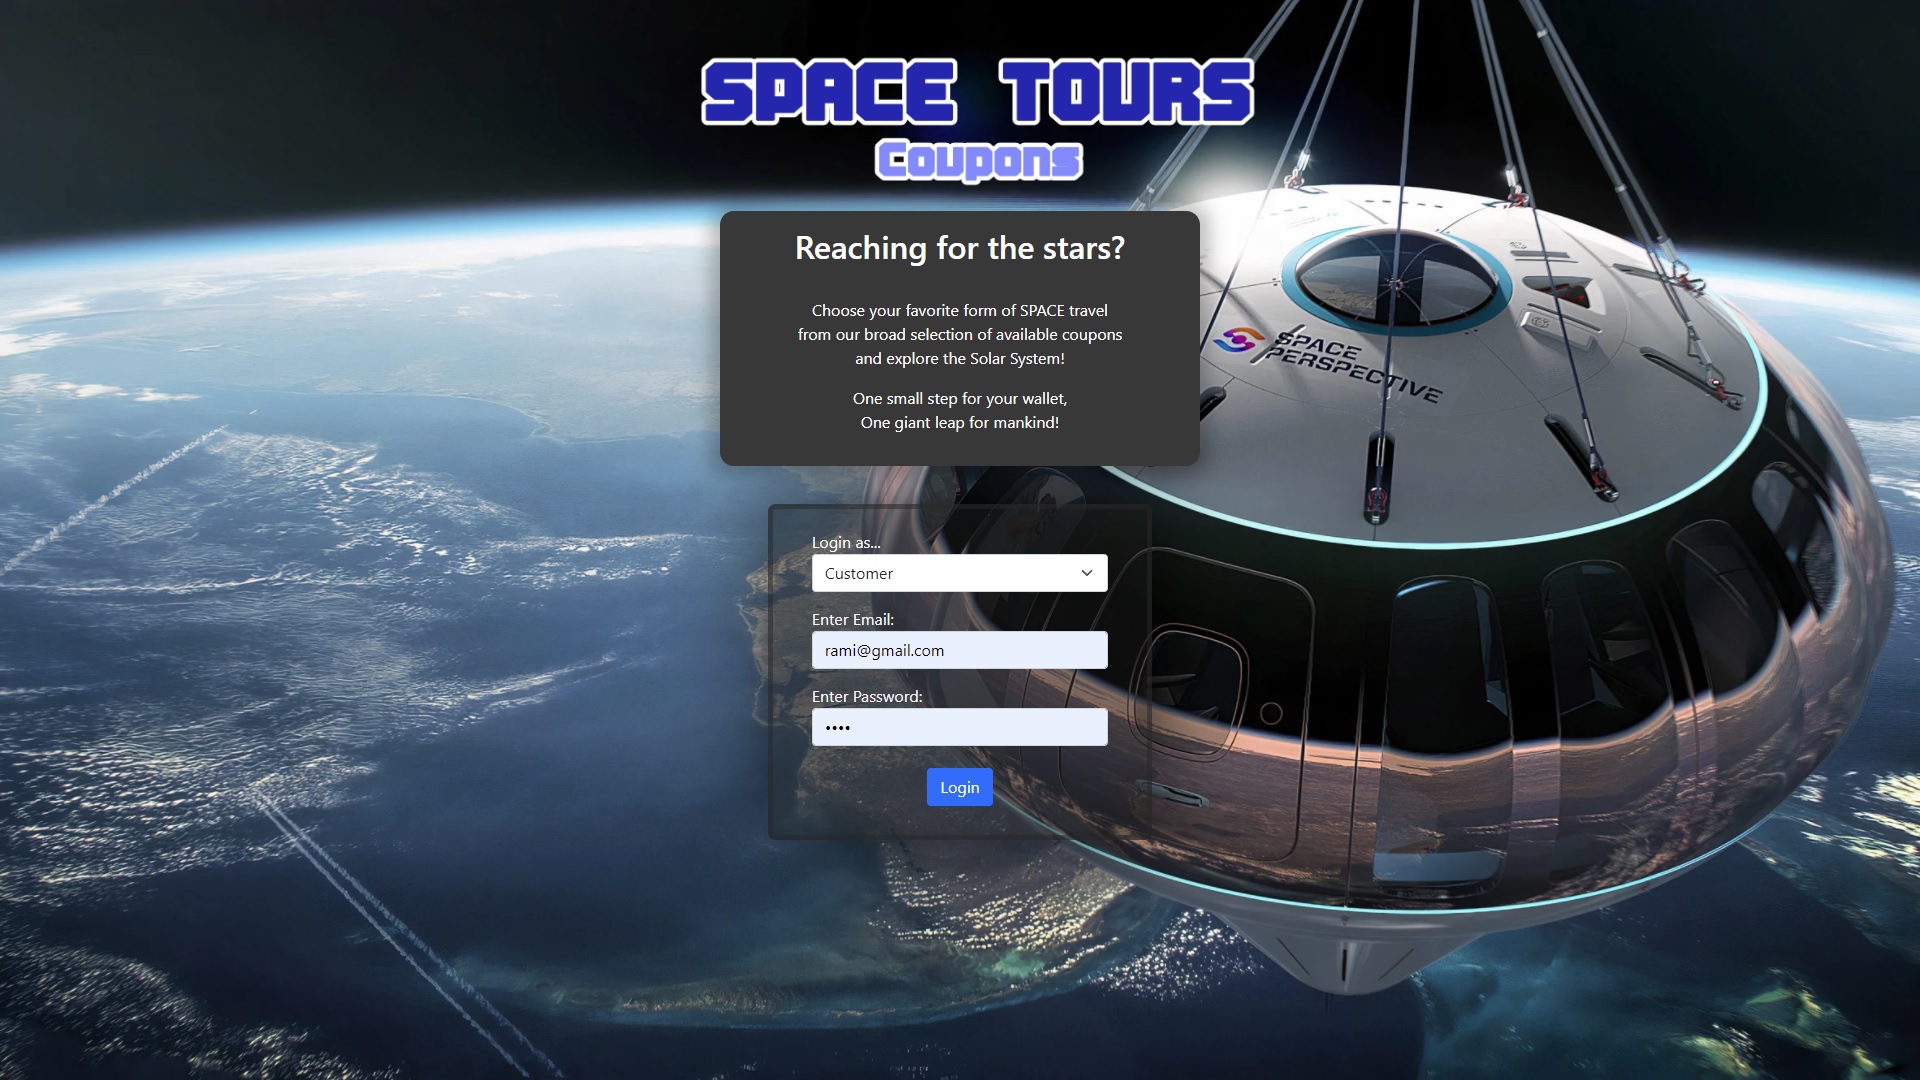 SPACE TOURS
Coupons
Reaching for the stars?
Choose your favorite form of SPACE travel
from our broad selection of available coupons
and explore the Solar System!
One small step for your wallet,
One giant leap for mankind!
SPACE
PERSPECTIVE
Login as...
Customer
Enter Email:
rami@gmail.com
Enter Password:
••••
Login